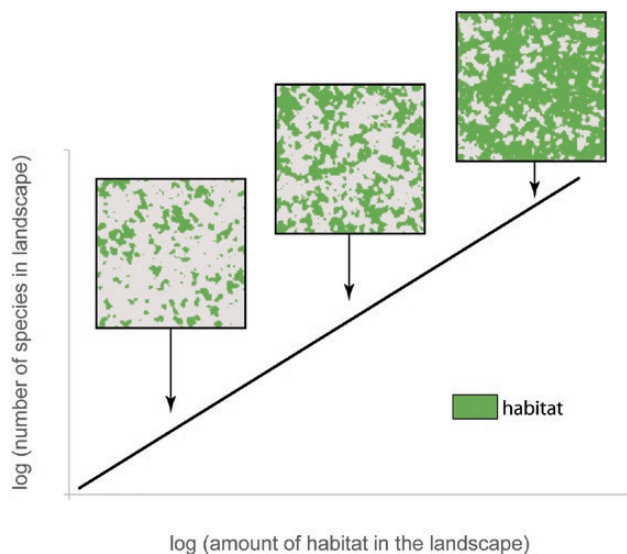 log (number of species in landscape)
habitat
log (amount of habitat in the landscape)